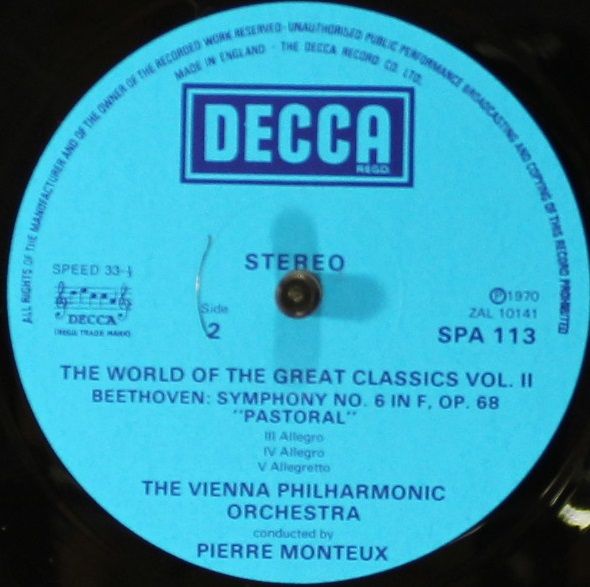 ALL RIGHTS OF THE MANUFACTURER AND OF THE OWNER OF THE RECORDED WORK RESERVED · UNAUTHORISED PUBLIC PERFORMANCE BROADCASTING AND COPYING OF THIS RECORD PROHIBITED
MADE IN ENGLAND · THE DECCA RECORD CO. LTD.
DECCA
REGD
STEREO
SPEED 33-⅓
DECCA
(REGD. TRADE MARK)
Side
2
℗1970
ZAL 10141
SPA 113
THE WORLD OF THE GREAT CLASSICS VOL. II
BEETHOVEN: SYMPHONY NO. 6 IN F, OP. 68
"PASTORAL"
III Allegro
IV Allegro
V Allegretto
THE VIENNA PHILHARMONIC
ORCHESTRA
conducted by
PIERRE MONTEUX